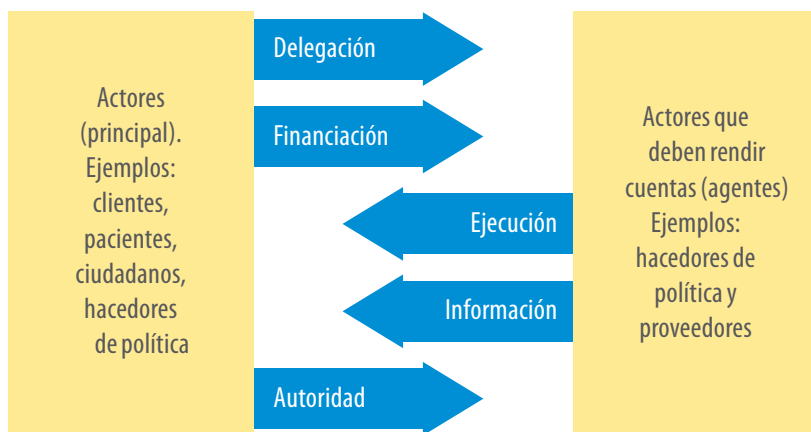 Actores
(principal).
Ejemplos:
clientes,
pacientes,
ciudadanos,
hacedores
de política
Delegación
Financiación
Ejecución
Información
Autoridad
Actores que
deben rendir
cuentas (agentes)
Ejemplos:
hacedores de
política y
proveedores